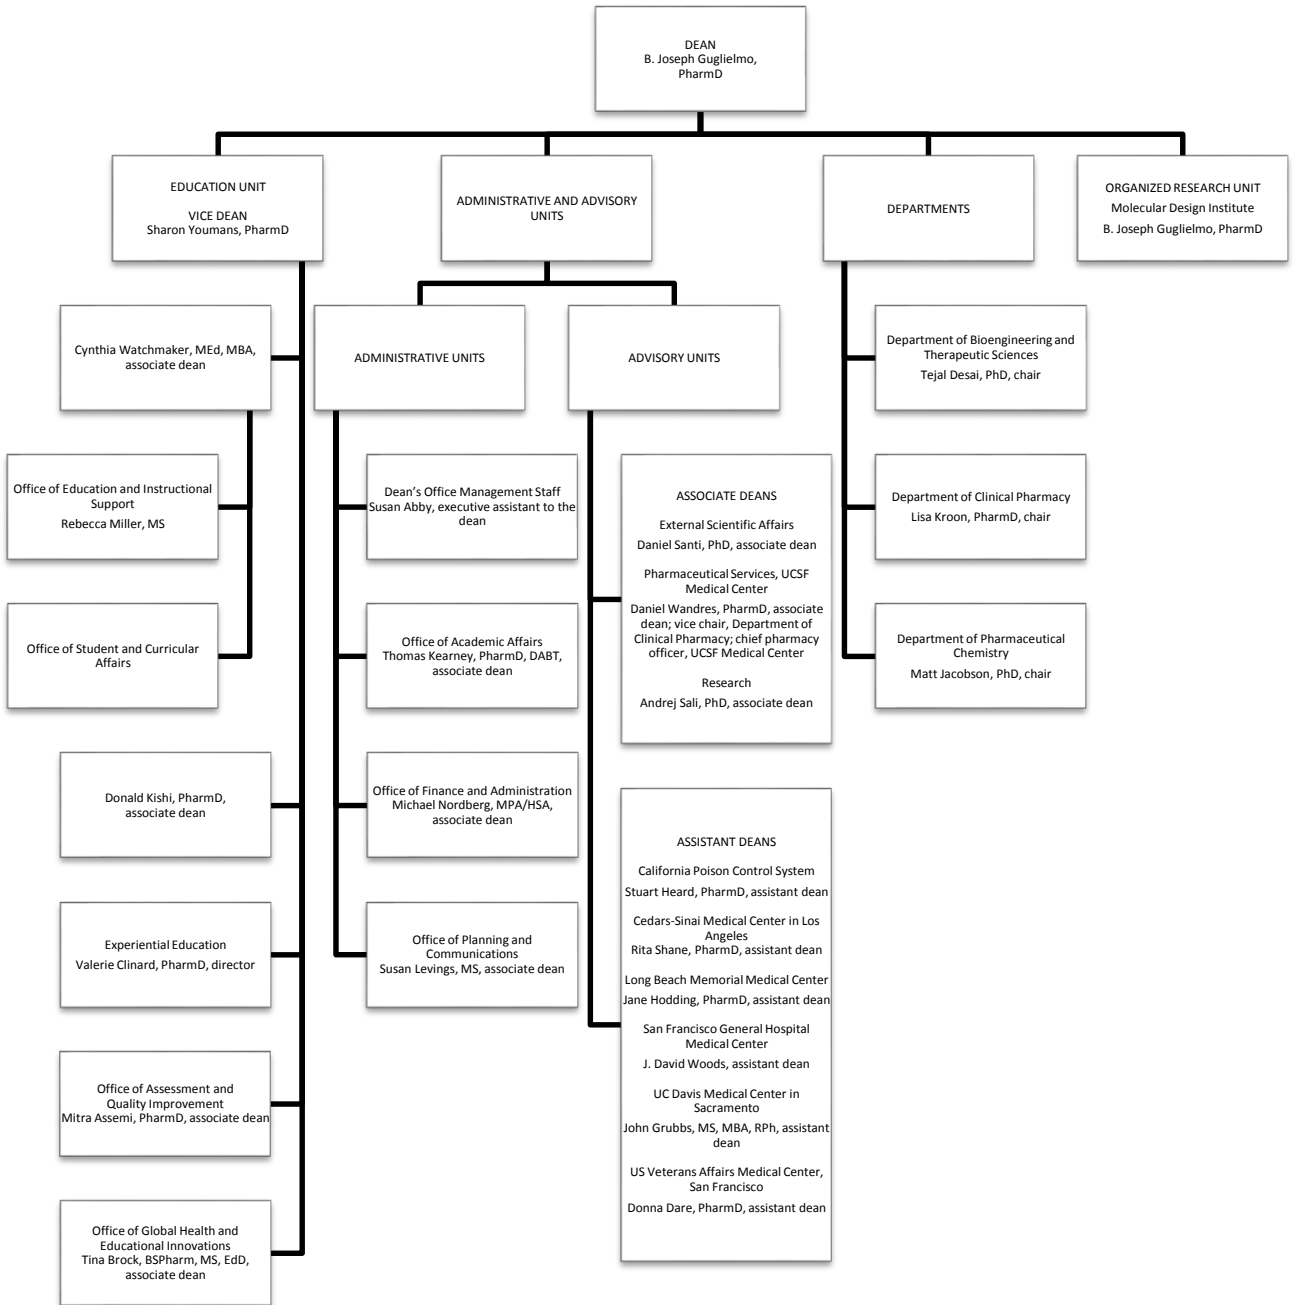 DEAN
B. Joseph Guglielmo,
PharmD
EDUCATION UNIT
VICE DEAN
Sharon Youmans, PharmD
ADMINISTRATIVE AND ADVISORY
UNITS
DEPARTMENTS
ORGANIZED RESEARCH UNIT
Molecular Design Institute
B. Joseph Guglielmo, PharmD
Cynthia Watchmaker, MEd, MBA,
associate dean
Office of Education and Instructional
Support
Rebecca Miller, MS
Office of Student and Curricular
Affairs
Donald Kishi, PharmD,
associate dean
Experiential Education
Valerie Clinard, PharmD, director
Office of Assessment and
Quality Improvement
Mitra Assemi, PharmD, associate dean
Office of Global Health and
Educational Innovations
Tina Brock, BSPharm, MS, EdD,
associate dean
ADMINISTRATIVE UNITS
Dean’s Office Management Staff
Susan Abby, executive assistant to the
dean
Office of Academic Affairs
Thomas Kearney, PharmD, DABT,
associate dean
Office of Finance and Administration
Michael Nordberg, MPA/HSA,
associate dean
Office of Planning and
Communications
Susan Levings, MS, associate dean
ADVISORY UNITS
ASSOCIATE DEANS
External Scientific Affairs
Daniel Santi, PhD, associate dean
Pharmaceutical Services, UCSF
Medical Center
Daniel Wandres, PharmD, associate
dean; vice chair, Department of
Clinical Pharmacy; chief pharmacy
officer, UCSF Medical Center
Research
Andrej Sali, PhD, associate dean
ASSISTANT DEANS
California Poison Control System
Stuart Heard, PharmD, assistant dean
Cedars-Sinai Medical Center in Los
Angeles
Rita Shane, PharmD, assistant dean
Long Beach Memorial Medical Center
Jane Hodding, PharmD, assistant dean
San Francisco General Hospital
Medical Center
J. David Woods, assistant dean
UC Davis Medical Center in
Sacramento
John Grubbs, MS, MBA, RPh, assistant
dean
US Veterans Affairs Medical Center,
San Francisco
Donna Dare, PharmD, assistant dean
Department of Bioengineering and
Therapeutic Sciences
Tejal Desai, PhD, chair
Department of Clinical Pharmacy
Lisa Kroon, PharmD, chair
Department of Pharmaceutical
Chemistry
Matt Jacobson, PhD, chair